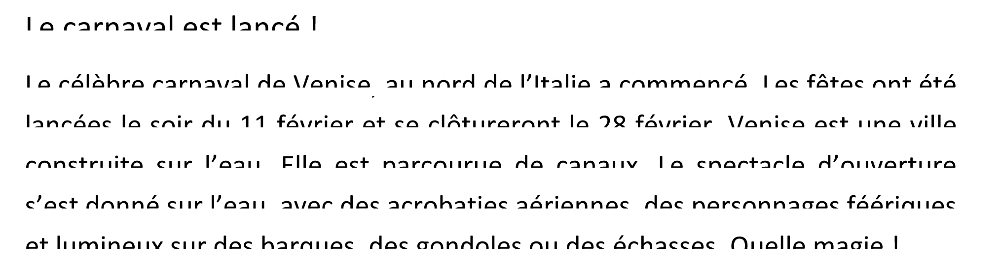 Le carnaval est lancé !
Le célèbre carnaval de Venise, au nord de l’Italie a commencé. Les fêtes ont été
lancées le soir du 11 février et se clôtureront le 28 février. Venise est une ville
construite sur l’eau. Elle est parcourue de canaux. Le spectacle d’ouverture
s’est donné sur l’eau, avec des acrobaties aériennes, des personnages féériques
et lumineux sur des barques, des gondoles ou des échasses. Quelle magie !